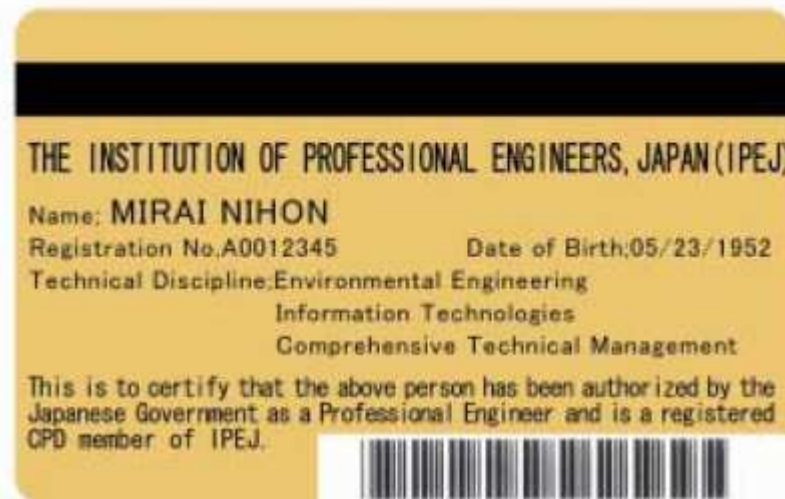 THE INSTITUTION OF PROFESSIONAL ENGINEERS, JAPAN(IPEJ)
Name; MIRAI NIHON
Registration No.A0012345 Date of Birth;05/23/1952
Technical Discipline;Environmental Engineering
Information Technologies
Comprehensive Technical Management
This is to certify that the above person has been authorized by the
Japanese Government as a Professional Engineer and is a registered
CPD member of IPEJ.